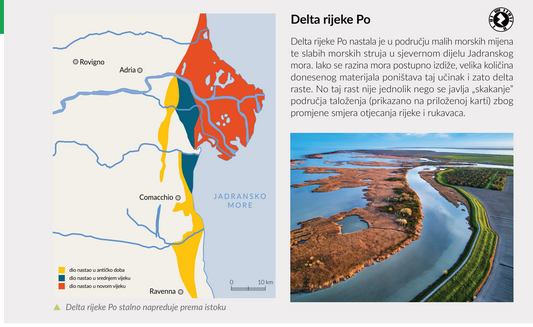 Delta rijeke Po
Delta rijeke Po nastala je u području malih morskih mijena
te slabih morskih struja u sjevernom dijelu Jadranskog
mora. Iako se razina mora postupno izdiže, velika količina
donesenog materijala poništava taj učinak i zato delta
raste. No taj rast nije jednolik nego se javlja „skakanje”
područja taloženja (prikazano na priloženoj karti) zbog
promjene smjera otjecanja rijeke i rukavaca.
Rovigno
Adria
Comacchio
JADRANSKO
MORE
Ravenna
dio nastao u antičko doba
dio nastao u srednjem vijeku
dio nastao u novom vijeku
0 10 km
Delta rijeke Po stalno napreduje prema istoku